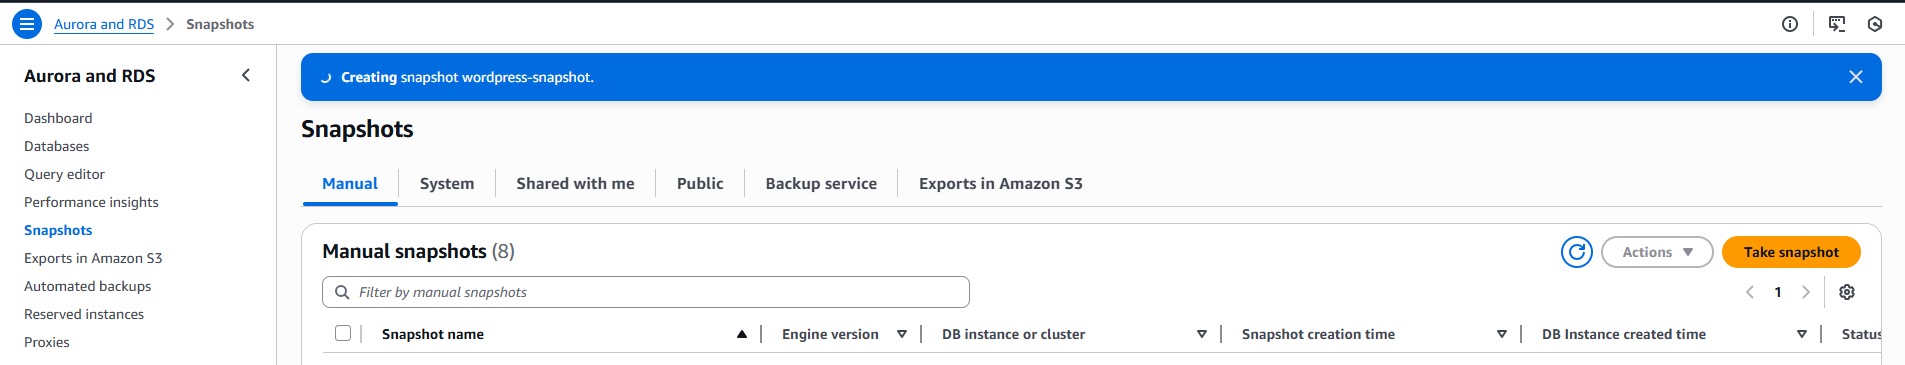 Aurora and RDS > Snapshots
Aurora and RDS
Dashboard
Databases
Query editor
Performance insights
Snapshots
Exports in Amazon S3
Automated backups
Reserved instances
Proxies
Creating snapshot wordpress-snapshot.
Snapshots
Manual System Shared with me Public Backup service Exports in Amazon S3
Manual snapshots (8)
Actions Take snapshot
Filter by manual snapshots
1
Snapshot name Engine version DB instance or cluster Snapshot creation time DB Instance created time Status